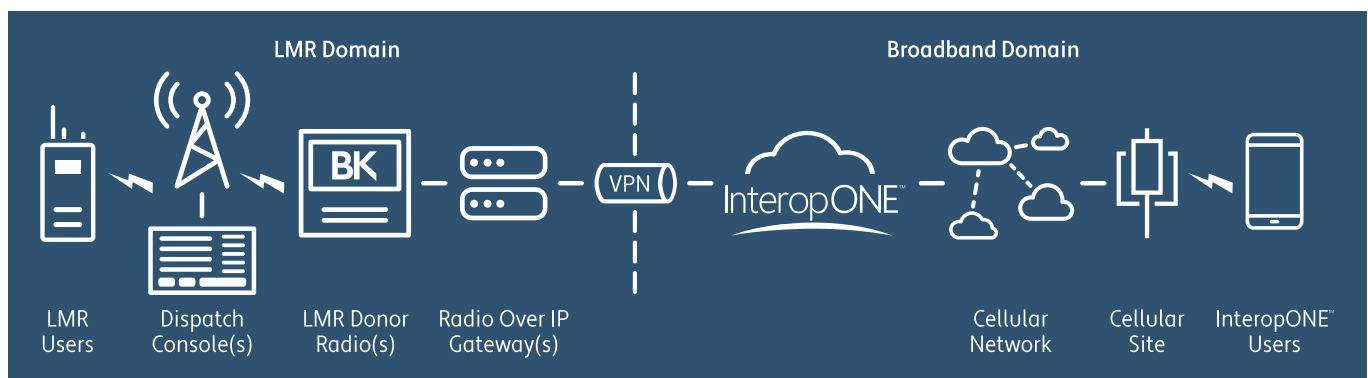 LMR Domain
Broadband Domain
BK
VPN
InteropONE™
LMR
Users
Dispatch
Console(s)
LMR Donor
Radio(s)
Radio Over IP
Gateway(s)
Cellular
Network
Cellular
Site
InteropONE™
Users